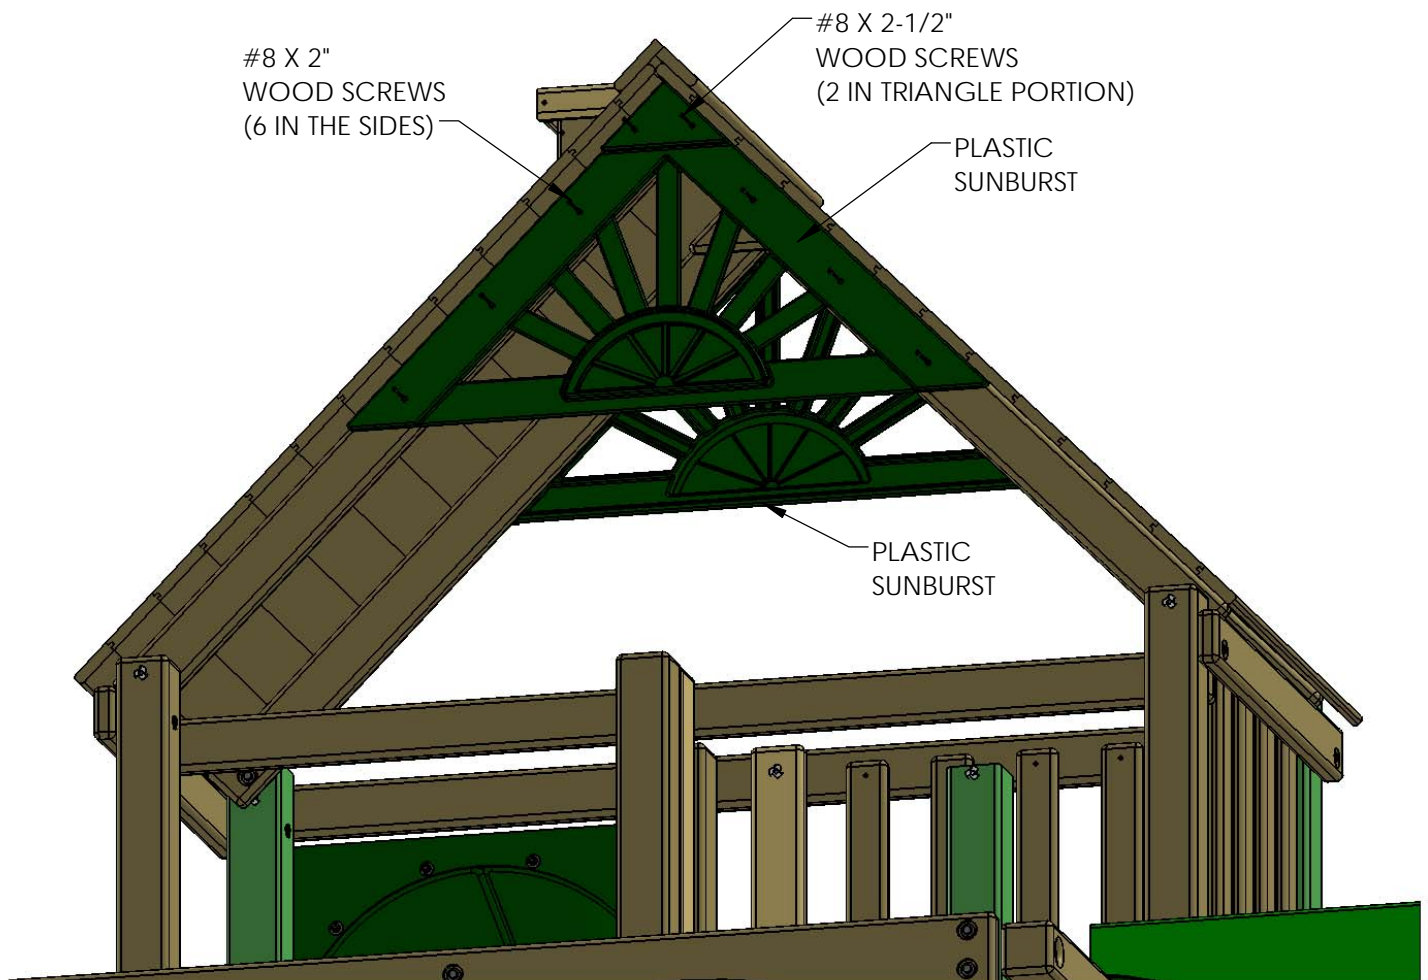 #8 X 2"
WOOD SCREWS
(6 IN THE SIDES)
#8 X 2-1/2"
WOOD SCREWS
(2 IN TRIANGLE PORTION)
PLASTIC
SUNBURST
PLASTIC
SUNBURST